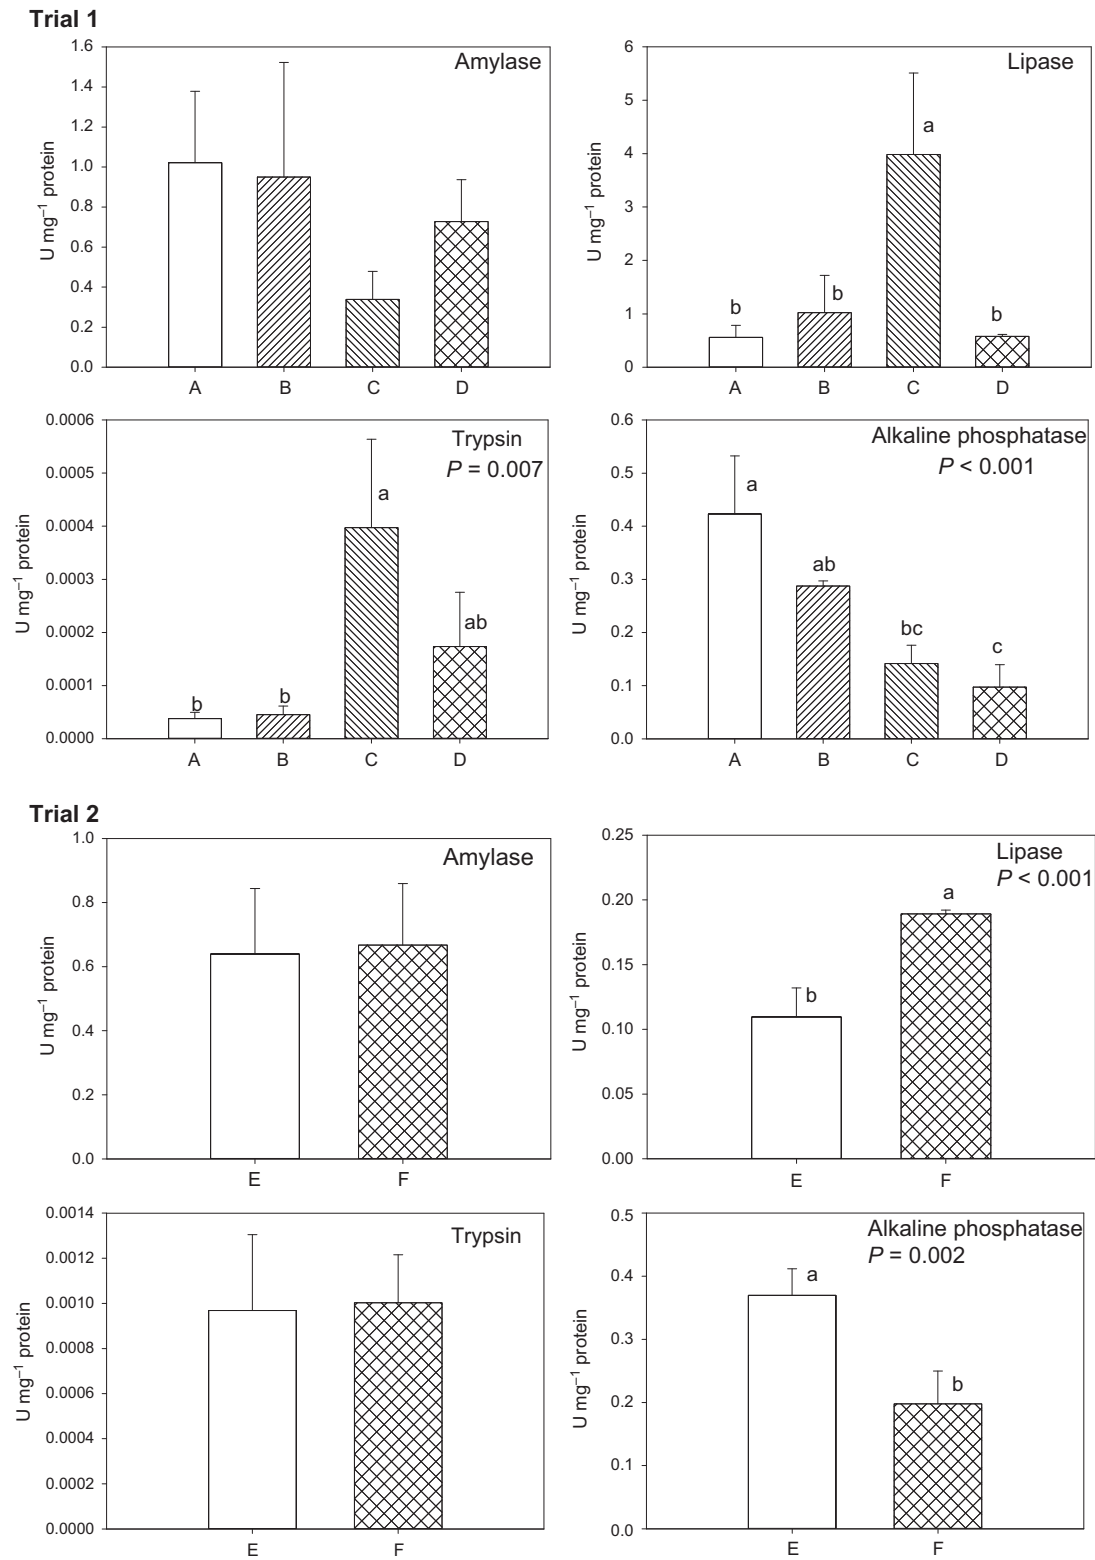 Trial 1
Amylase
U mg⁻¹ protein
1.6
1.4
1.2
1.0
0.8
0.6
0.4
0.2
0.0
A B C D
Lipase
U mg⁻¹ protein
6
5
4
3
2
1
0
b b a b
A B C D
Trypsin
P = 0.007
U mg⁻¹ protein
0.0006
0.0005
0.0004
0.0003
0.0002
0.0001
0.0000
b b a ab
A B C D
Alkaline phosphatase
P < 0.001
U mg⁻¹ protein
0.6
0.5
0.4
0.3
0.2
0.1
0.0
a ab bc c
A B C D
Trial 2
Amylase
U mg⁻¹ protein
1.0
0.8
0.6
0.4
0.2
0.0
E F
Lipase
P < 0.001
U mg⁻¹ protein
0.25
0.20
0.15
0.10
0.05
0.00
b a
E F
Trypsin
U mg⁻¹ protein
0.0014
0.0012
0.0010
0.0008
0.0006
0.0004
0.0002
0.0000
E F
Alkaline phosphatase
P = 0.002
U mg⁻¹ protein
0.5
0.4
0.3
0.2
0.1
0.0
a b
E F